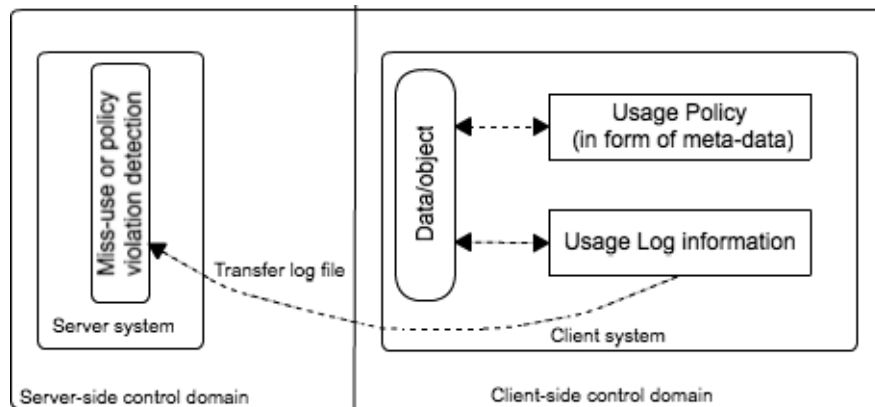 Miss-use or policy
violation detection
Server system
Server-side control domain
Transfer log file
Data/object
Usage Policy
(in form of meta-data)
Usage Log information
Client system
Client-side control domain